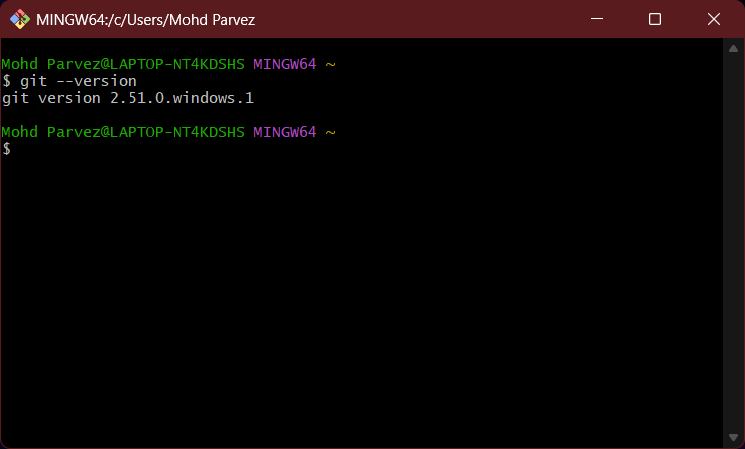 MINGW64:/c/Users/Mohd Parvez
Mohd Parvez@LAPTOP-NT4KDSHS MINGW64 ~
$ git --version
git version 2.51.0.windows.1
Mohd Parvez@LAPTOP-NT4KDSHS MINGW64 ~
$